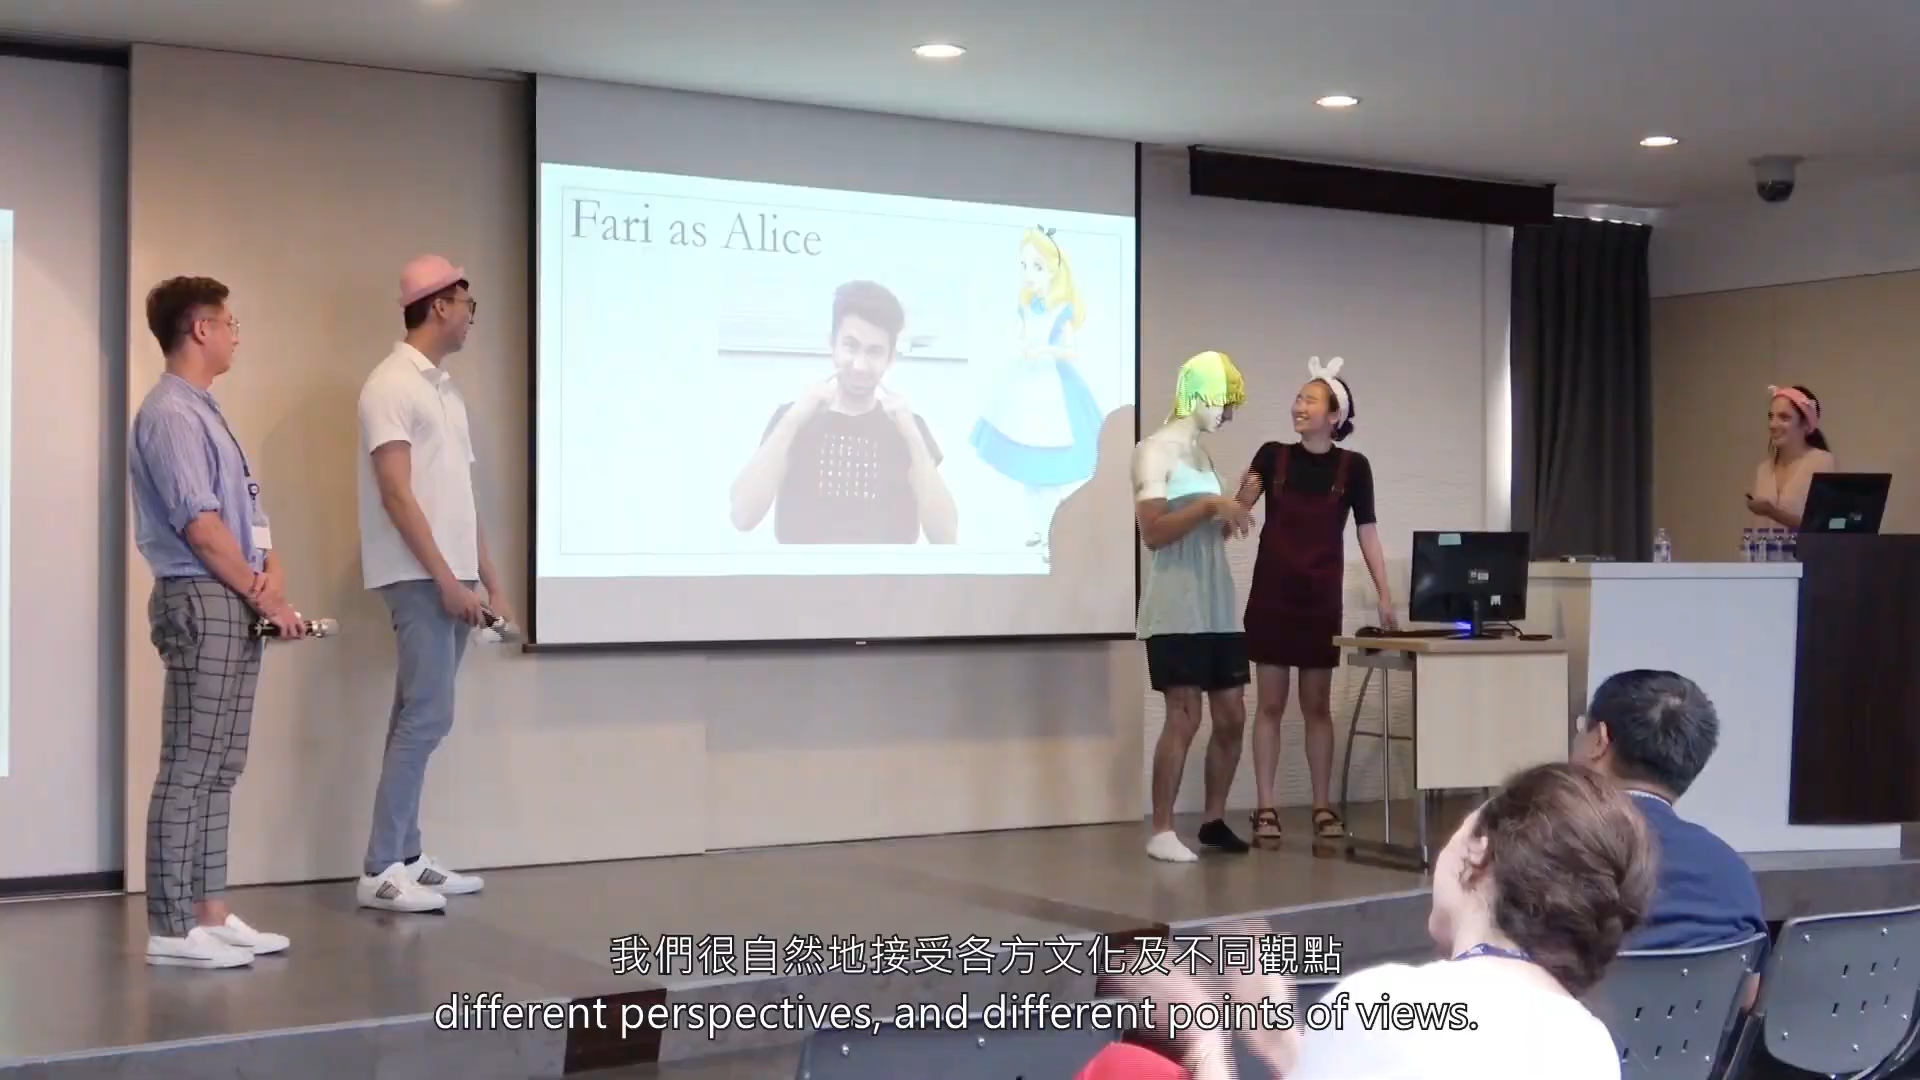 Fari as Alice
我們很自然地接受各方文化及不同觀點
different perspectives, and different points of views.